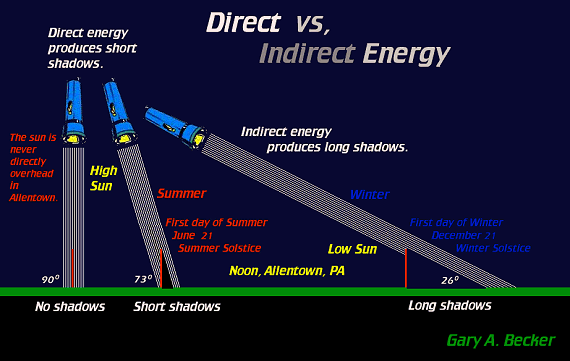 Direct vs,
Indirect Energy
Direct energy
produces short
shadows.
The sun is
never
directly
overhead
in
Allentown.
High
Sun
Indirect energy
produces long shadows.
Summer
Winter
First day of Summer
June 21
Summer Solstice
First day of Winter
December 21
Winter Solstice
Low Sun
Noon, Allentown, PA
90°
73°
26°
No shadows
Short shadows
Long shadows
Gary A. Becker